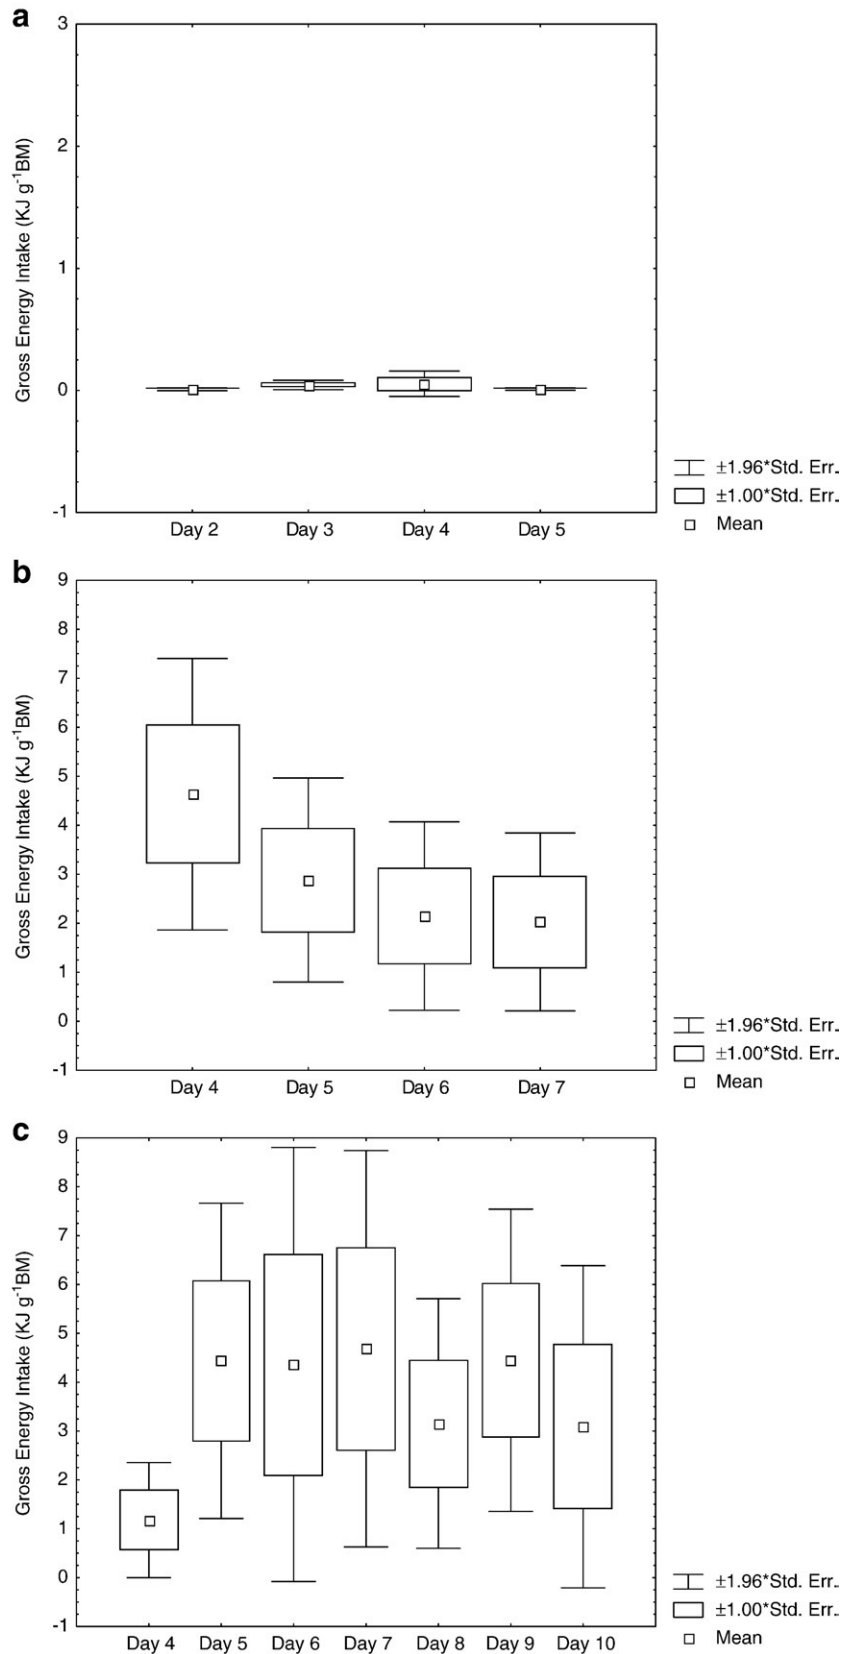 a
3
2
1
0
-1
Gross Energy Intake (KJ g⁻¹BM)
Day 2 Day 3 Day 4 Day 5
±1.96*Std. Err.
±1.00*Std. Err.
Mean
b
9
8
7
6
5
4
3
2
1
0
-1
Gross Energy Intake (KJ g⁻¹BM)
Day 4 Day 5 Day 6 Day 7
±1.96*Std. Err.
±1.00*Std. Err.
Mean
c
9
8
7
6
5
4
3
2
1
0
-1
Gross Energy Intake (KJ g⁻¹BM)
Day 4 Day 5 Day 6 Day 7 Day 8 Day 9 Day 10
±1.96*Std. Err.
±1.00*Std. Err.
Mean